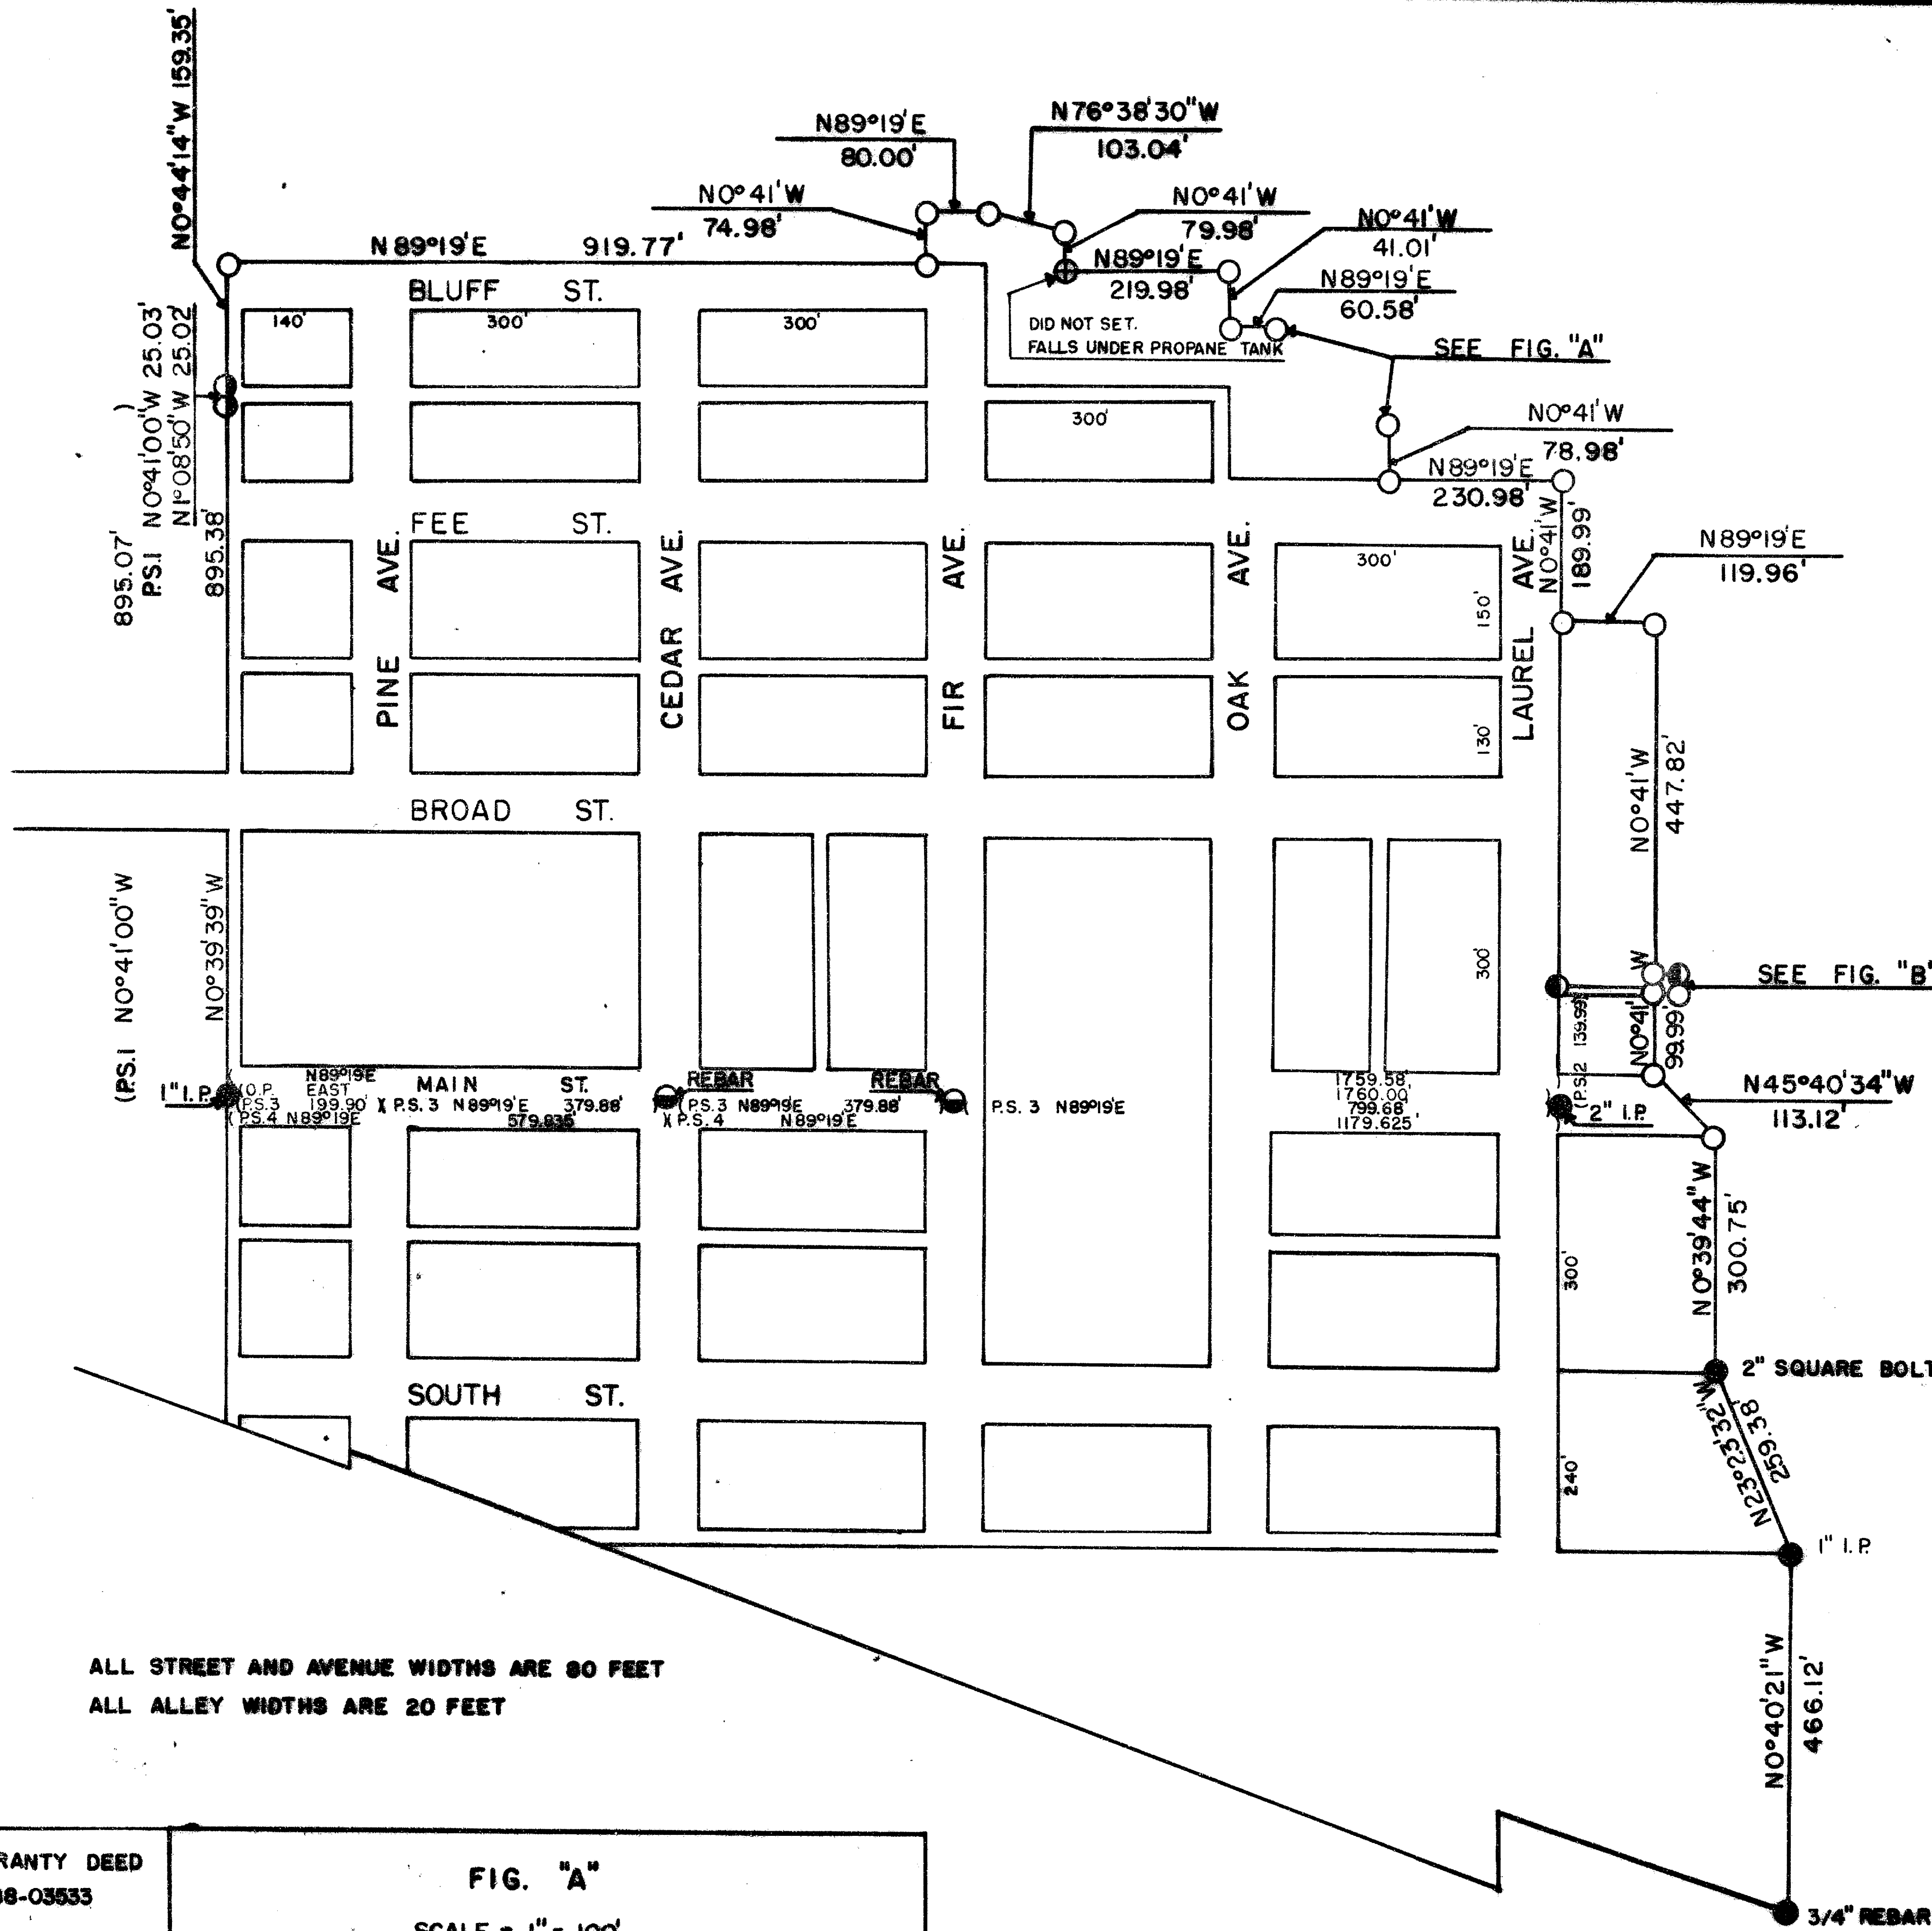 N0°44'14"W 159.35'
N89°19'E
80.00'
N76°38'30"W
103.04'
N0°41'W
74.98'
N0°41'W
79.98'
N0°41'W
41.01'
N89°19'E 919.77'
N89°19'E
219.98'
N89°19'E
60.58'
BLUFF ST.
140'
300'
300'
DID NOT SET.
FALLS UNDER PROPANE TANK
SEE FIG. "A"
895.07' )
P.S.1 N0°41'00"W 25.03'
N1°08'50"W 25.02'
895.38'
300'
N0°41'W
78.98'
N89°19'E
230.98'
FEE ST.
PINE AVE.
CEDAR AVE.
FIR AVE.
OAK AVE.
LAUREL AVE.
300'
150'
130'
N0°41'W
189.99'
N89°19'E
119.96'
N0°41'W
447.82'
BROAD ST.
(P.S.1 N0°41'00"W
N0°39'39"W
300'
SEE FIG. "B"
N0°41' W
99.99'
(P.S.2 139.99')
1" I.P.
N89°19'E
(O.P. EAST
(P.S.3 199.90'
(P.S.4 N89°19'E
MAIN ST.
)( P.S. 3 N89°19'E 379.88'
579.835'
REBAR
(P.S.3 N89°19'E 379.88'
)( P.S.4 N89°19'E
REBAR
P.S. 3 N89°19'E
1759.58'
1760.00'
799.68'
1179.625'
2" I.P.
N45°40'34"W
113.12'
N0°39'44"W
300.75'
300'
2" SQUARE BOLT
SOUTH ST.
N23°23'32"W
259.38'
240'
1" I.P.
ALL STREET AND AVENUE WIDTHS ARE 80 FEET
ALL ALLEY WIDTHS ARE 20 FEET
N0°40'21"W
466.12'
RANTY DEED
88-03533
FIG. "A"
SCALE = 1" = 100'
3/4" REBAR